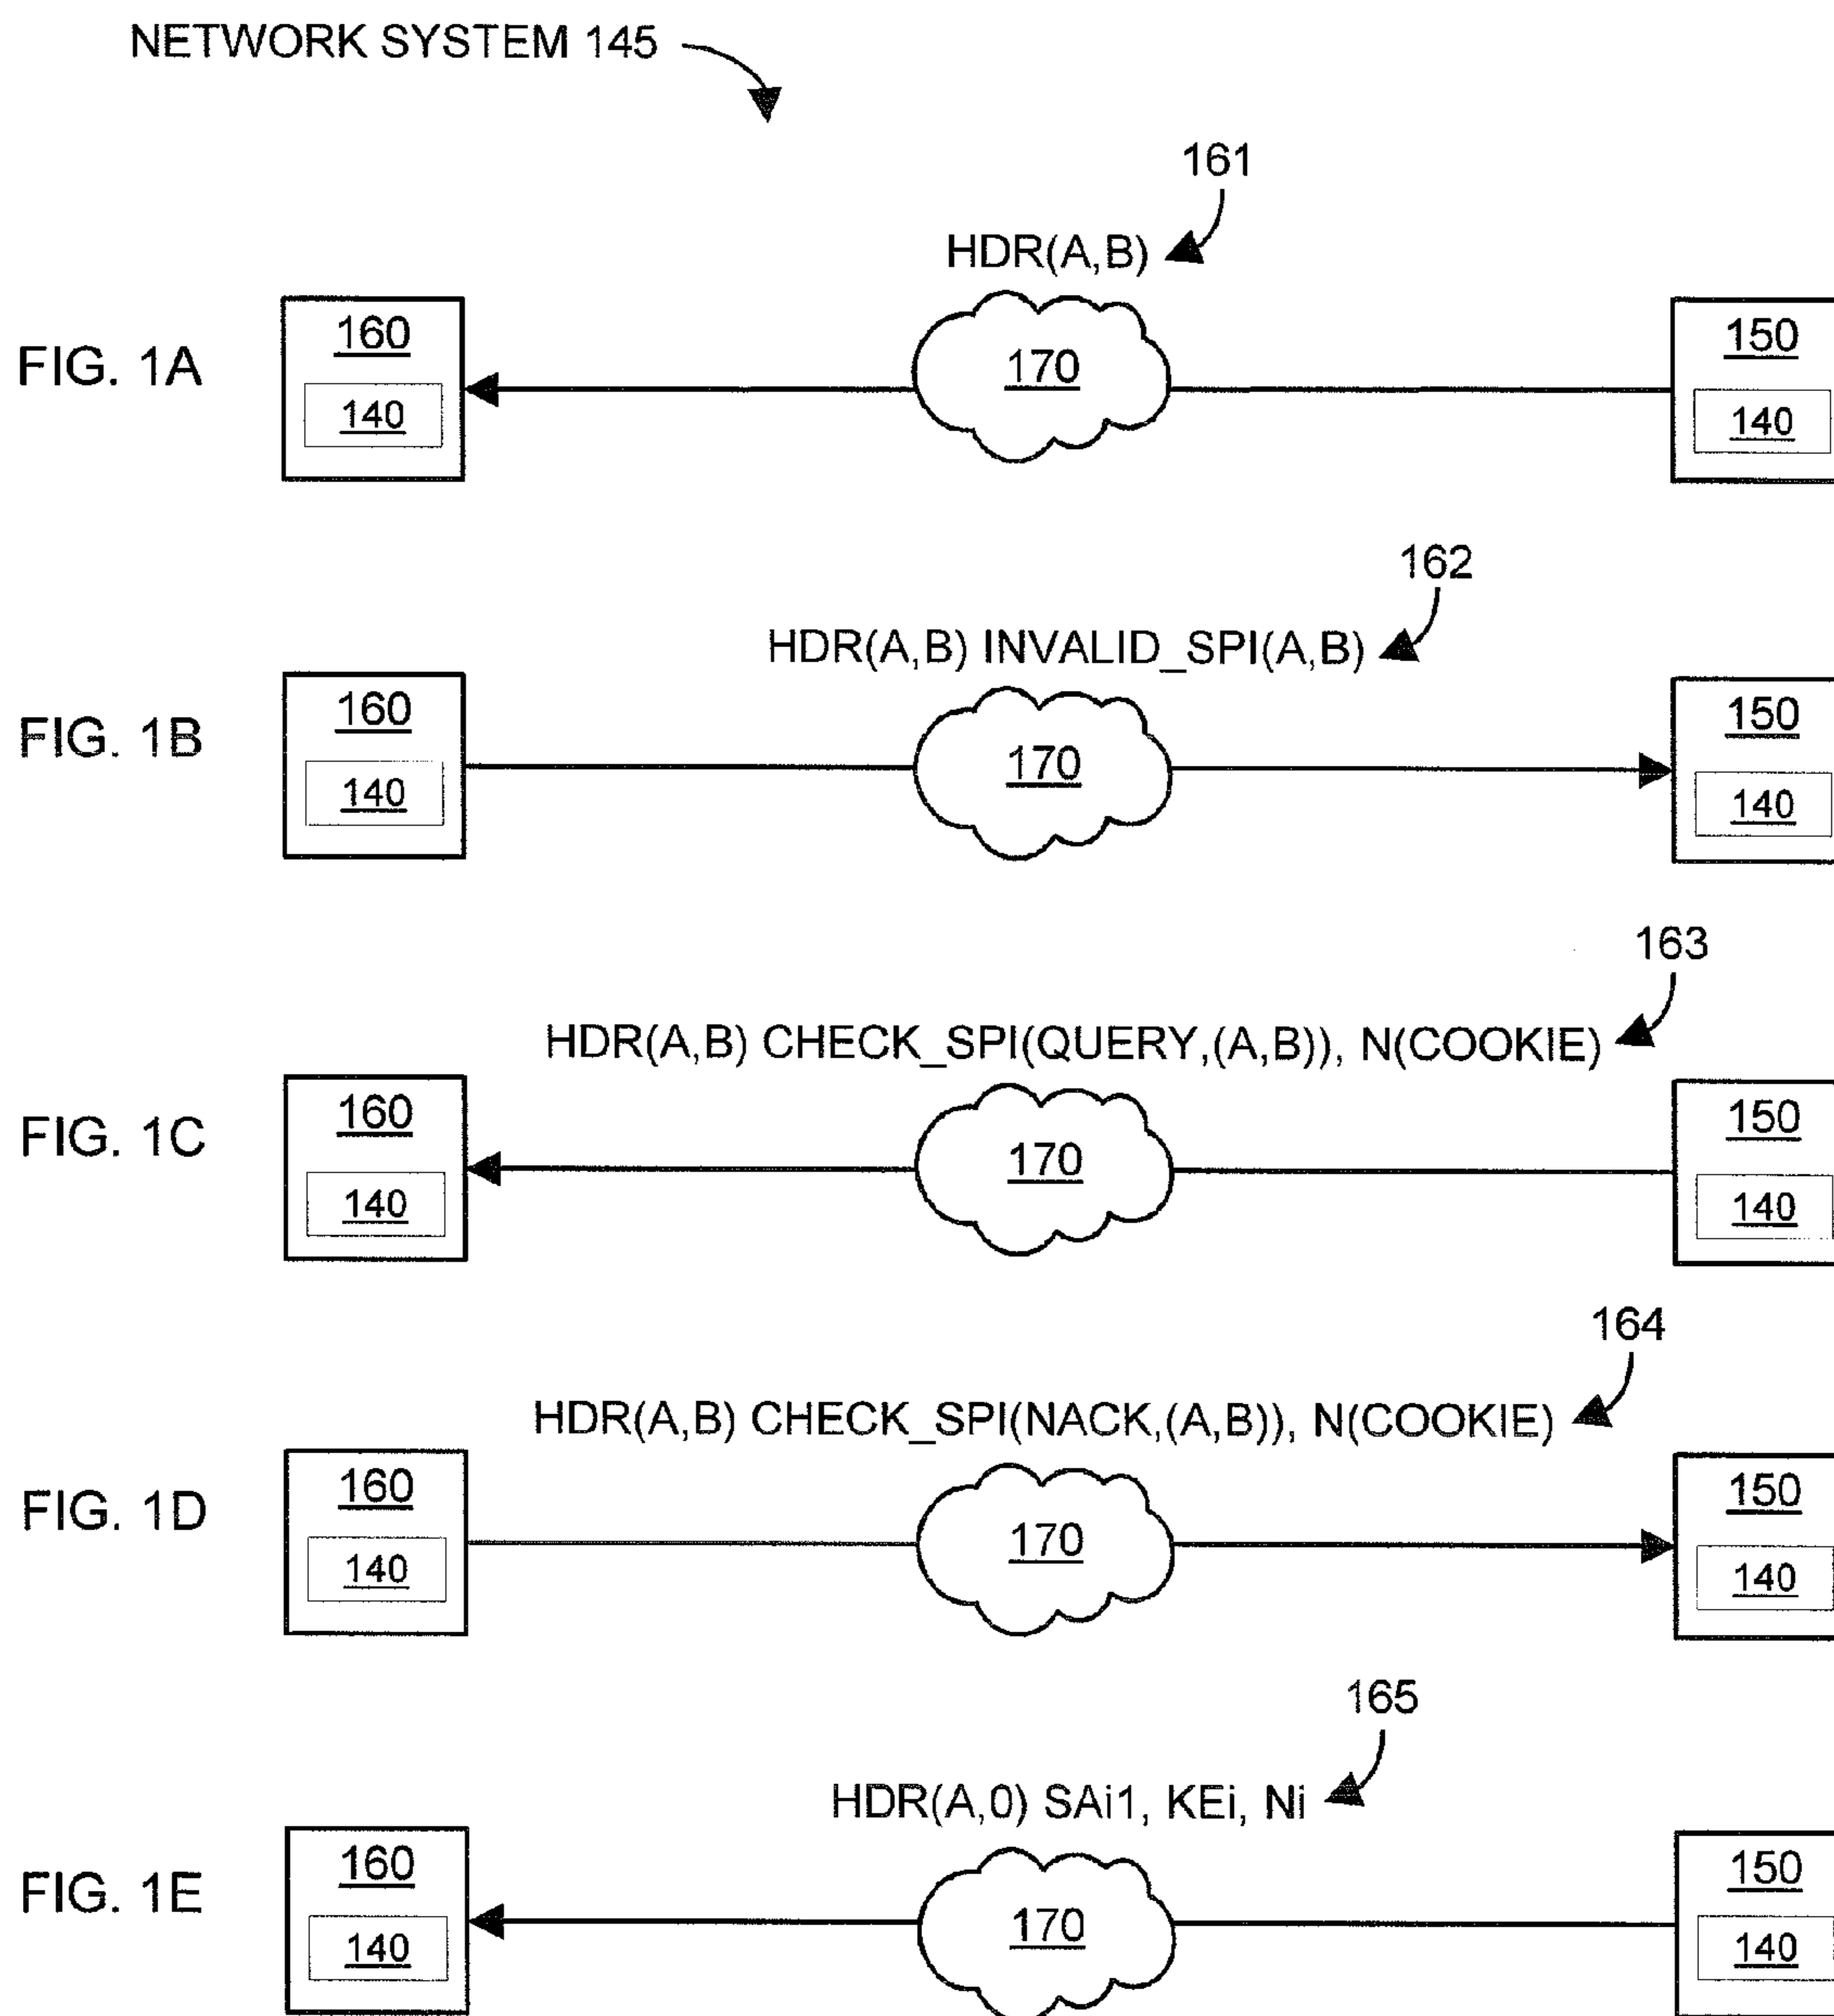 NETWORK SYSTEM 145
161
HDR(A,B)
FIG. 1A
160
140
170
150
140
162
HDR(A,B) INVALID_SPI(A,B)
FIG. 1B
160
140
170
150
140
163
HDR(A,B) CHECK_SPI(QUERY,(A,B)), N(COOKIE)
FIG. 1C
160
140
170
150
140
164
HDR(A,B) CHECK_SPI(NACK,(A,B)), N(COOKIE)
FIG. 1D
160
140
170
150
140
165
HDR(A,0) SAi1, KEi, Ni
FIG. 1E
160
140
170
150
140